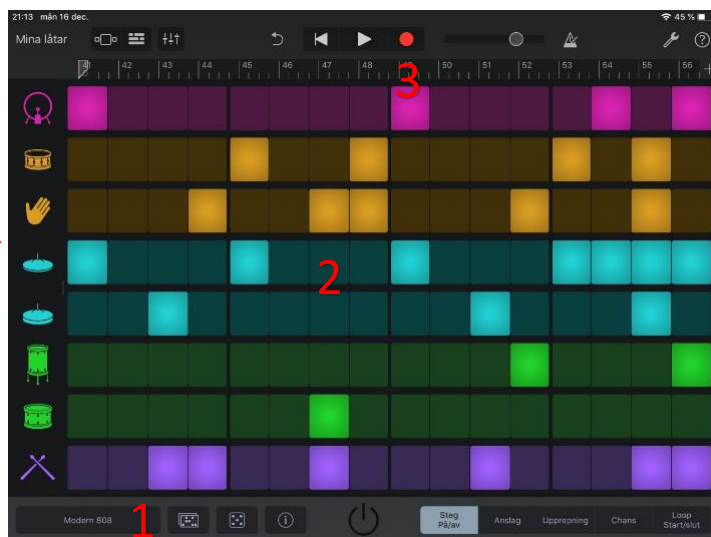 21:13 mån 16 dec.
45 %
Mina låtar
42 43 44 45 46 47 48 50 51 52 53 54 55 56
3
2
1
Modern 808
Steg
På/av
Anslag
Upprepning
Chans
Loop
Start/slut